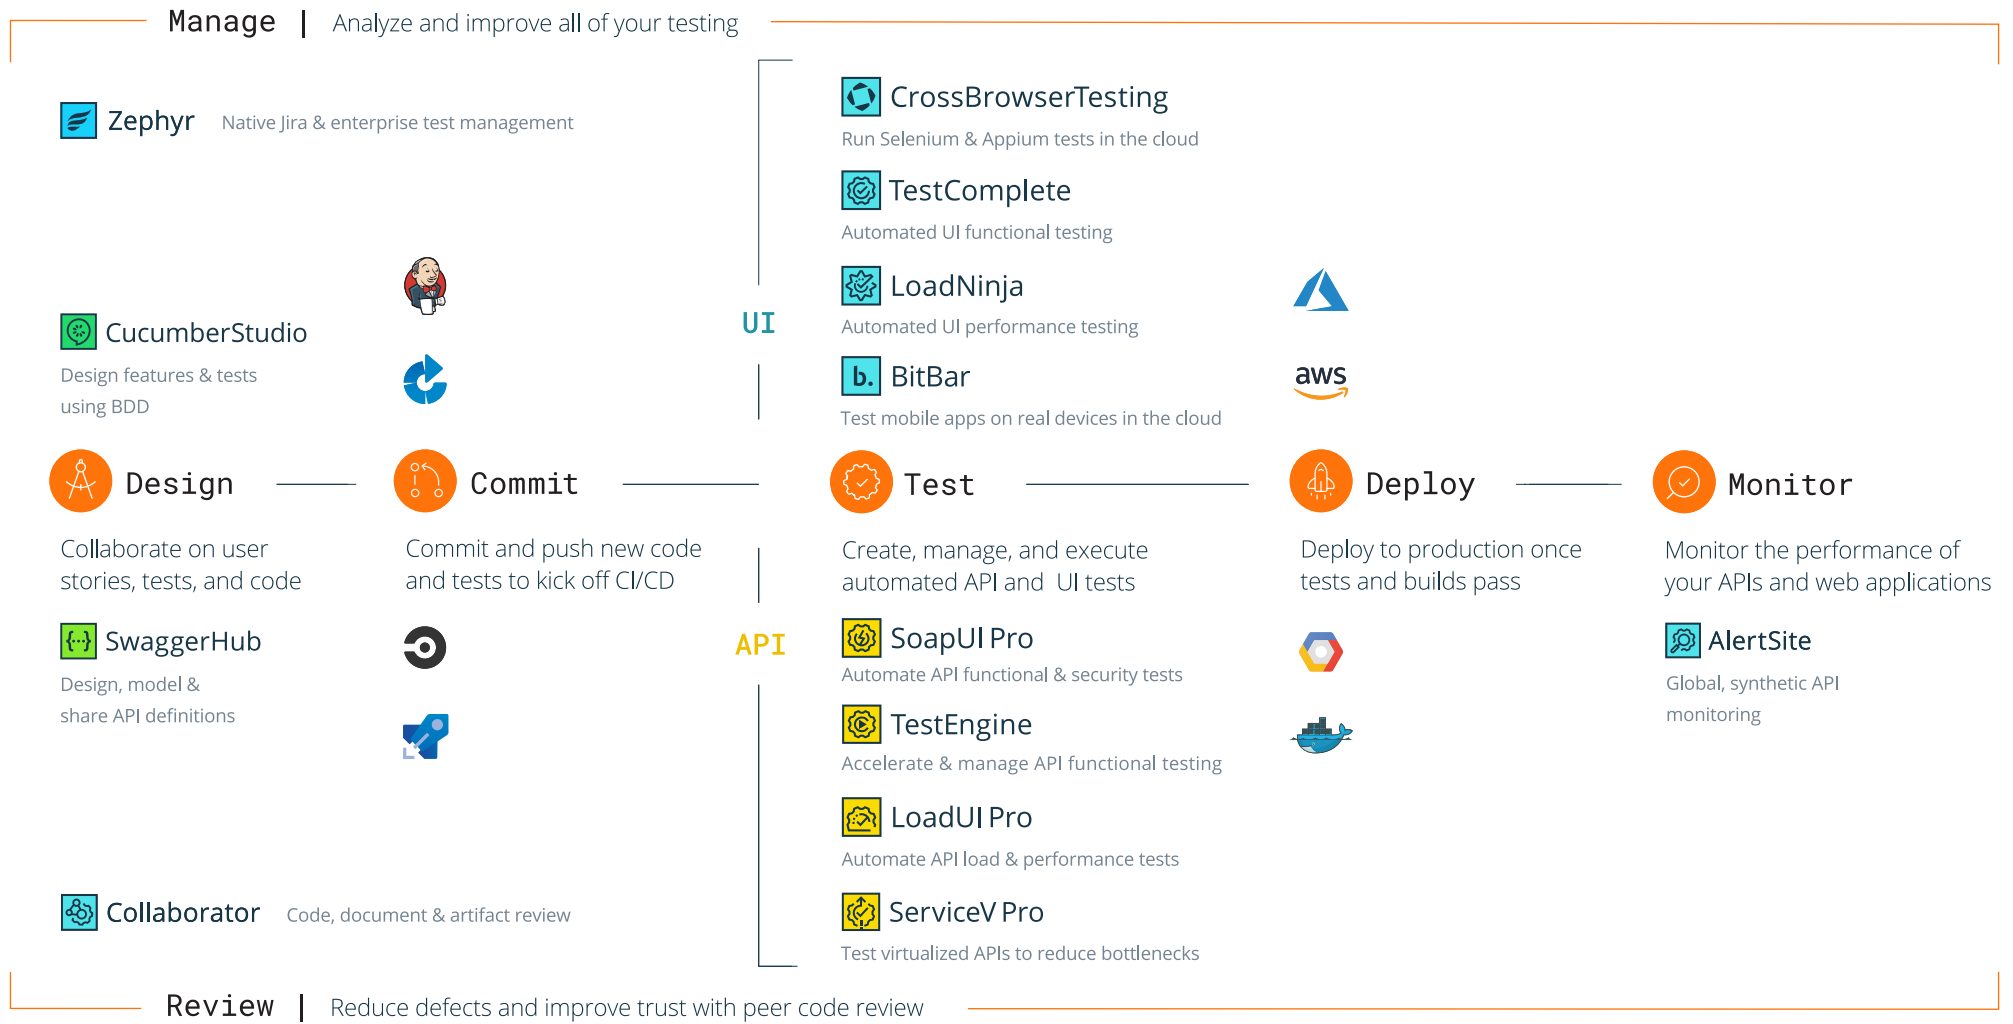 Manage | Analyze and improve all of your testing
Zephyr Native Jira & enterprise test management
CucumberStudio
Design features & tests
using BDD
UI
CrossBrowserTesting
Run Selenium & Appium tests in the cloud
TestComplete
Automated UI functional testing
LoadNinja
Automated UI performance testing
b. BitBar
Test mobile apps on real devices in the cloud
aws
Design
Collaborate on user
stories, tests, and code
Commit
Commit and push new code
and tests to kick off CI/CD
Test
Create, manage, and execute
automated API and UI tests
Deploy
Deploy to production once
tests and builds pass
Monitor
Monitor the performance of
your APIs and web applications
{··} SwaggerHub
Design, model &
share API definitions
API
SoapUI Pro
Automate API functional & security tests
TestEngine
Accelerate & manage API functional testing
LoadUI Pro
Automate API load & performance tests
ServiceV Pro
Test virtualized APIs to reduce bottlenecks
AlertSite
Global, synthetic API
monitoring
Collaborator Code, document & artifact review
Review | Reduce defects and improve trust with peer code review